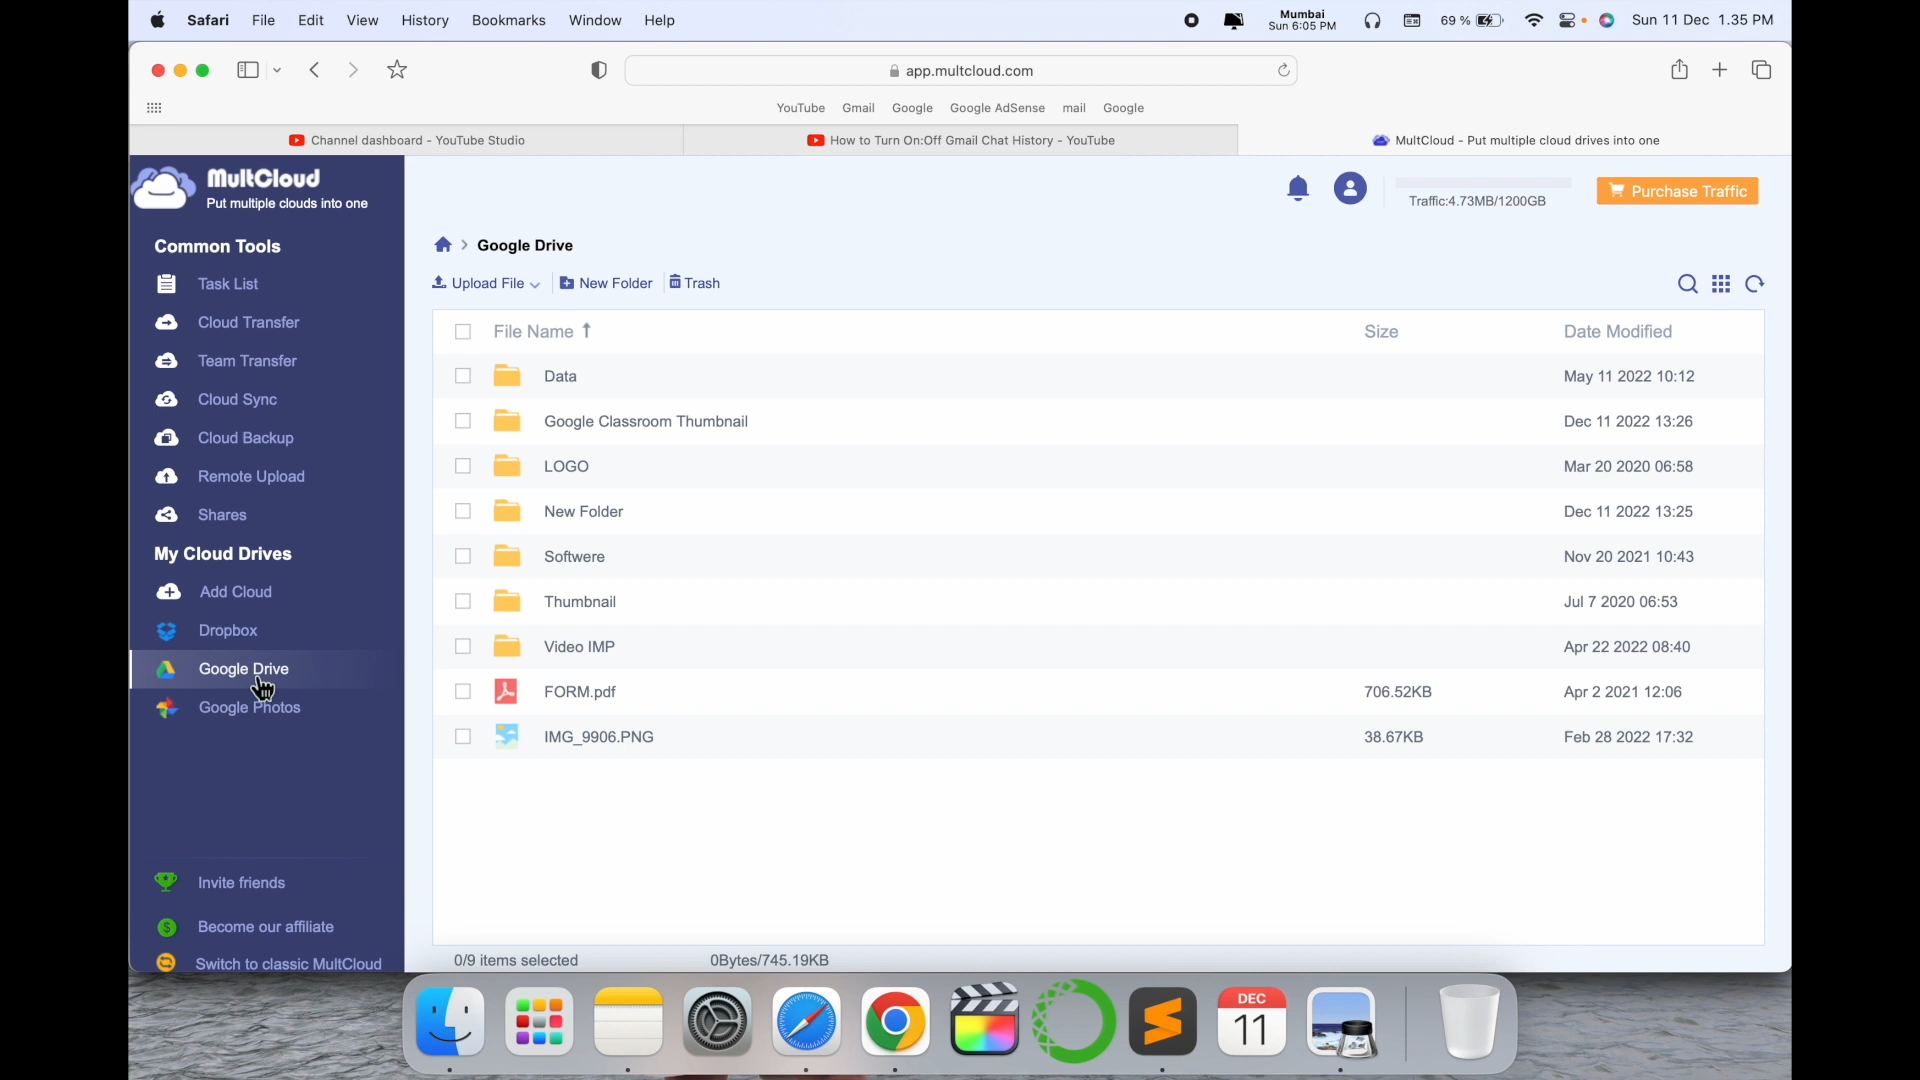 Safari File Edit View History Bookmarks Window Help
Mumbai
Sun 6:05 PM
69 %
Sun 11 Dec 1.35 PM
app.multcloud.com
YouTube Gmail Google Google AdSense mail Google
Channel dashboard - YouTube Studio
How to Turn On:Off Gmail Chat History - YouTube
MultCloud - Put multiple cloud drives into one
MultCloud
Put multiple clouds into one
Traffic:4.73MB/1200GB
Purchase Traffic
Common Tools
Task List
Cloud Transfer
Team Transfer
Cloud Sync
Cloud Backup
Remote Upload
Shares
My Cloud Drives
Add Cloud
Dropbox
Google Drive
Google Photos
Invite friends
Become our affiliate
Switch to classic MultCloud
Google Drive
Upload File New Folder Trash
File Name Size Date Modified
Data May 11 2022 10:12
Google Classroom Thumbnail Dec 11 2022 13:26
LOGO Mar 20 2020 06:58
New Folder Dec 11 2022 13:25
Softwere Nov 20 2021 10:43
Thumbnail Jul 7 2020 06:53
Video IMP Apr 22 2022 08:40
FORM.pdf 706.52KB Apr 2 2021 12:06
IMG_9906.PNG 38.67KB Feb 28 2022 17:32
0/9 items selected 0Bytes/745.19KB
DEC
11